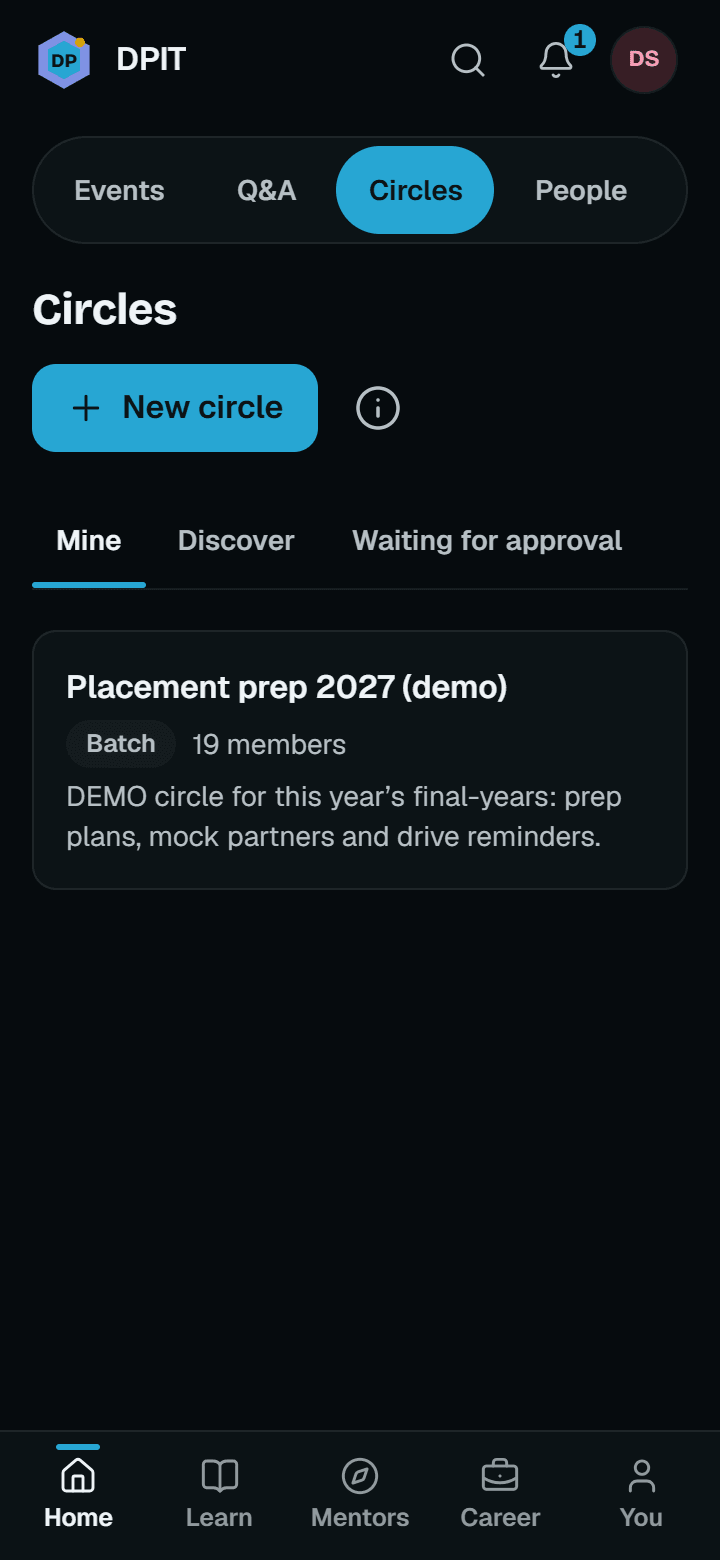 DP
DPIT
1
DS
Events
Q&A
Circles
People
Circles
New circle
Mine
Discover
Waiting for approval
Placement prep 2027 (demo)
Batch
19 members
DEMO circle for this year’s final-years: prep
plans, mock partners and drive reminders.
Home
Learn
Mentors
Career
You